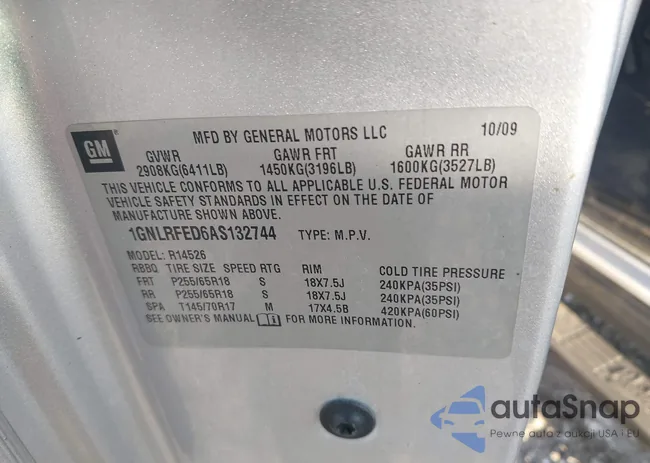 GM
MFD BY GENERAL MOTORS LLC 10/09
GVWR GAWR FRT GAWR RR
2908KG(6411LB) 1450KG(3196LB) 1600KG(3527LB)
THIS VEHICLE CONFORMS TO ALL APPLICABLE U.S. FEDERAL MOTOR
VEHICLE SAFETY STANDARDS IN EFFECT ON THE DATE OF
MANUFACTURE SHOWN ABOVE.
1GNLRFED6AS132744 TYPE: M.P.V.
MODEL: R14526
RBBQ TIRE SIZE SPEED RTG RIM COLD TIRE PRESSURE
FRT P255/65R18 S 18X7.5J 240KPA(35PSI)
RR P255/65R18 S 18X7.5J 240KPA(35PSI)
SPA T145/70R17 M 17X4.5B 420KPA(60PSI)
SEE OWNER'S MANUAL FOR MORE INFORMATION.
autoSnap
Pewne auta z aukcji USA i EU